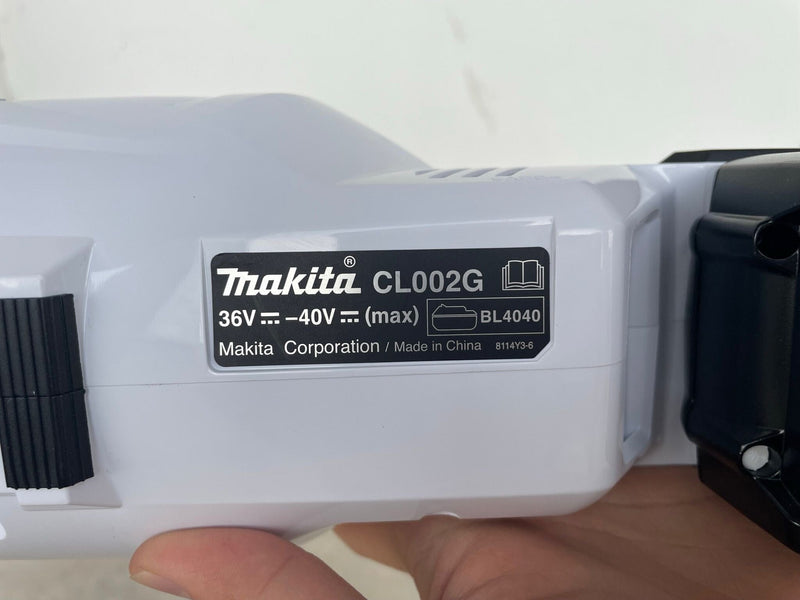 makita® CL002G
36V⎓–40V⎓(max) BL4040
Makita Corporation / Made in China 8114Y3-6